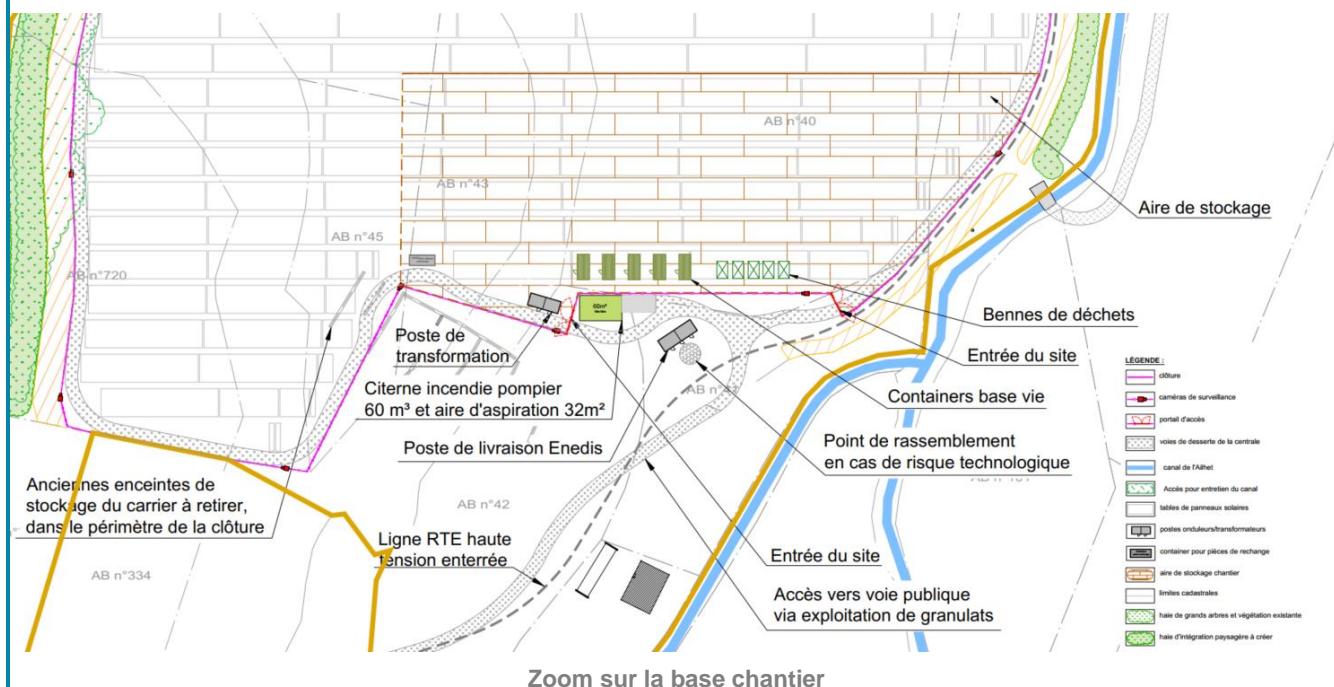 AB n°40
AB n°43
AB n°45
AB n°720
Aire de stockage
Bennes de déchets
Entrée du site
Containers base vie
Poste de
transformation
60m³
Citerne incendie pompier
60 m³ et aire d'aspiration 32m²
Poste de livraison Enedis
Point de rassemblement
en cas de risque technologique
Anciennes enceintes de
stockage du carrier à retirer,
dans le périmètre de la clôture
AB n°42
AB n°334
Ligne RTE haute
tension enterrée
Entrée du site
Accès vers voie publique
via exploitation de granulats
LÉGENDE :
clôture
caméras de surveillance
portail d'accès
voies de desserte de la centrale
canal de l'Ailhet
Accès pour entretien du canal
tables de panneaux solaires
postes onduleurs/transformateurs
container pour pièces de rechange
aire de stockage chantier
limites cadastrales
haie de grands arbres et végétation existante
haie d'intégration paysagère à créer
Zoom sur la base chantier